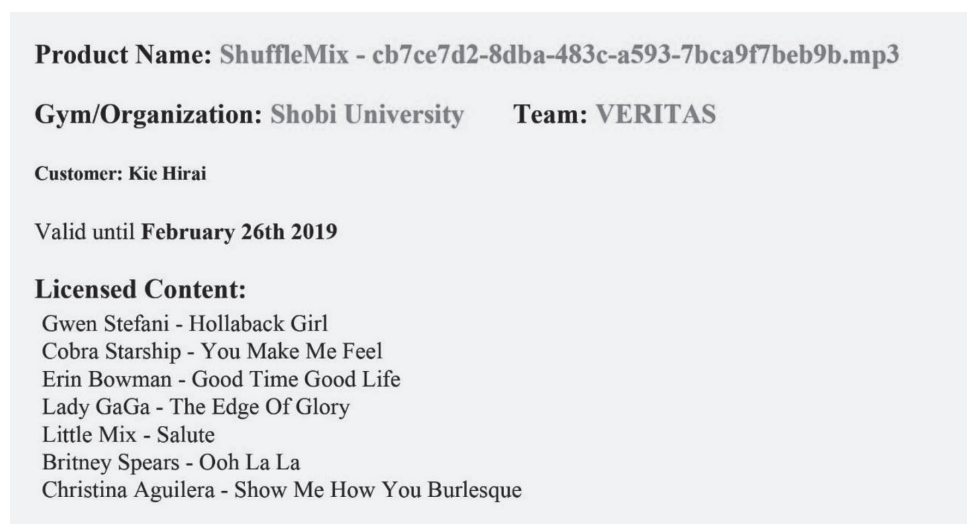 Product Name: ShuffleMix - cb7ce7d2-8dba-483c-a593-7bca9f7beb9b.mp3
Gym/Organization: Shobi University Team: VERITAS
Customer: Kie Hirai
Valid until February 26th 2019
Licensed Content:
Gwen Stefani - Hollaback Girl
Cobra Starship - You Make Me Feel
Erin Bowman - Good Time Good Life
Lady GaGa - The Edge Of Glory
Little Mix - Salute
Britney Spears - Ooh La La
Christina Aguilera - Show Me How You Burlesque